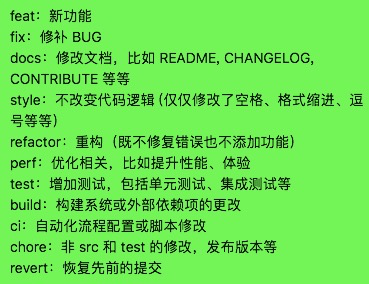 feat：新功能
fix：修补 BUG
docs：修改文档，比如 README, CHANGELOG,
CONTRIBUTE 等等
style：不改变代码逻辑 (仅仅修改了空格、格式缩进、逗
号等等)
refactor：重构（既不修复错误也不添加功能）
perf：优化相关，比如提升性能、体验
test：增加测试，包括单元测试、集成测试等
build：构建系统或外部依赖项的更改
ci：自动化流程配置或脚本修改
chore：非 src 和 test 的修改，发布版本等
revert：恢复先前的提交